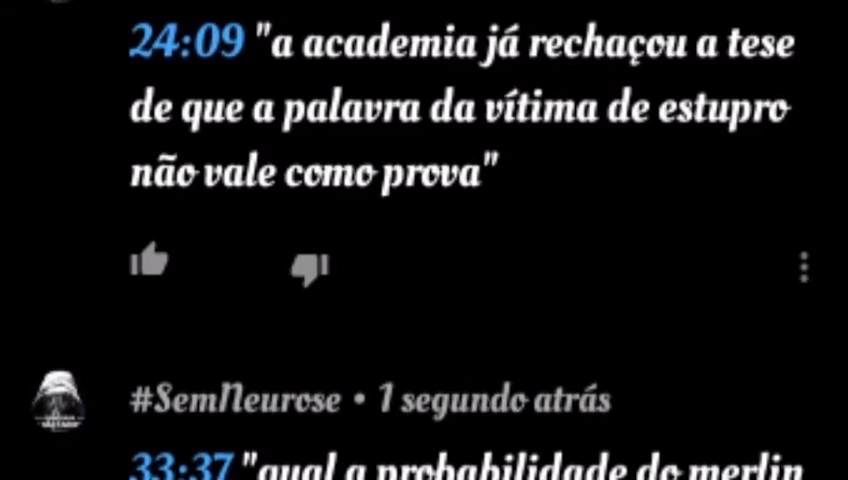 24:09 "a academia já rechaçou a tese
de que a palavra da vítima de estupro
não vale como prova"
#SemNeurose • 1 segundo atrás
33:37 "qual a probabilidade do merlin